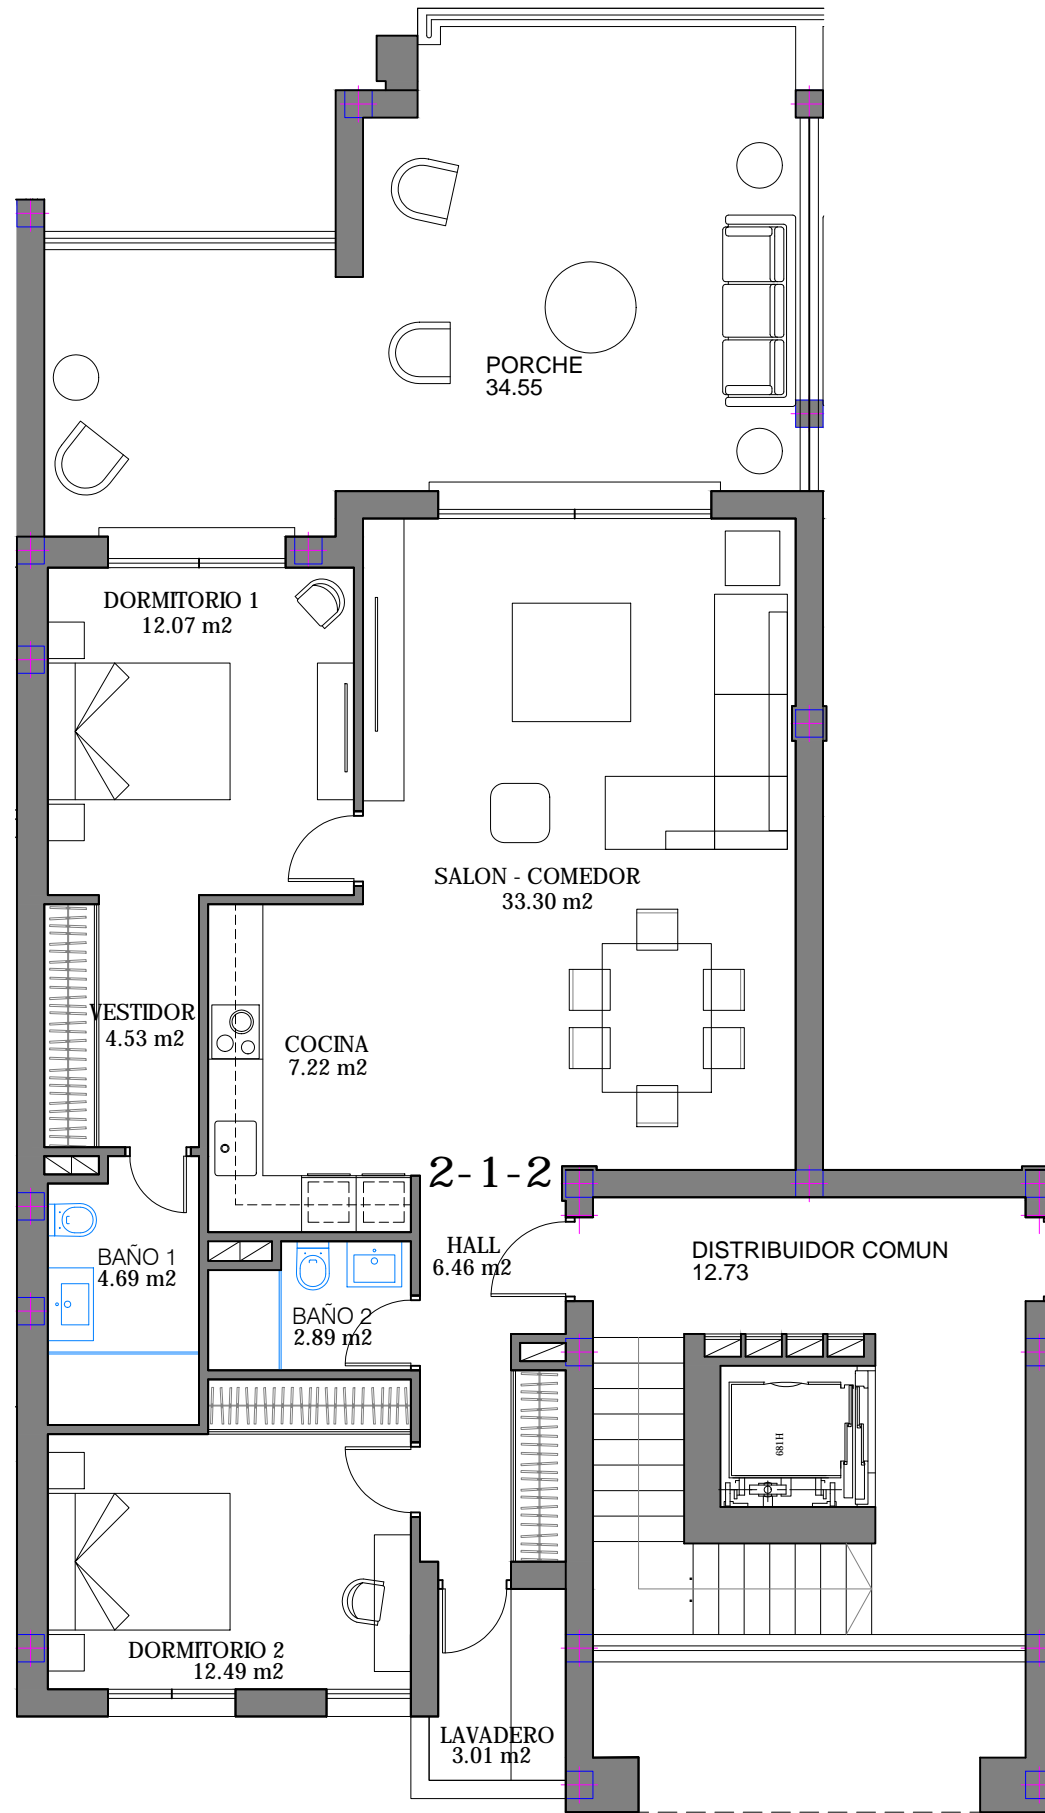 PORCHE
34.55
DORMITORIO 1
12.07 m2
SALON - COMEDOR
33.30 m2
VESTIDOR
4.53 m2
COCINA
7.22 m2
2-1-2
HALL
6.46 m2
DISTRIBUIDOR COMUN
12.73
BAÑO 1
4.69 m2
BAÑO 2
2.89 m2
681H
DORMITORIO 2
12.49 m2
LAVADERO
3.01 m2